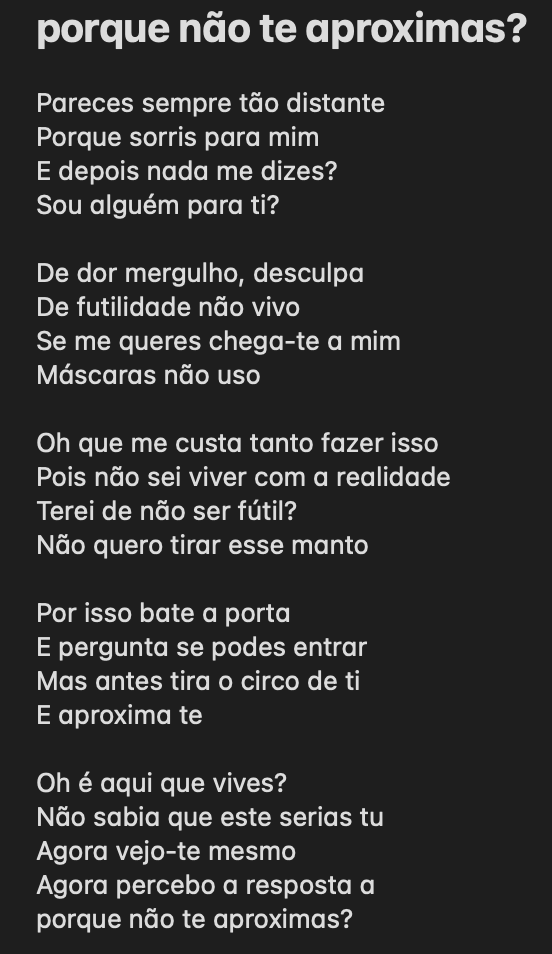 porque não te aproximas?
Pareces sempre tão distante
Porque sorris para mim
E depois nada me dizes?
Sou alguém para ti?
De dor mergulho, desculpa
De futilidade não vivo
Se me queres chega-te a mim
Máscaras não uso
Oh que me custa tanto fazer isso
Pois não sei viver com a realidade
Terei de não ser fútil?
Não quero tirar esse manto
Por isso bate a porta
E pergunta se podes entrar
Mas antes tira o circo de ti
E aproxima te
Oh é aqui que vives?
Não sabia que este serias tu
Agora vejo-te mesmo
Agora percebo a resposta a
porque não te aproximas?